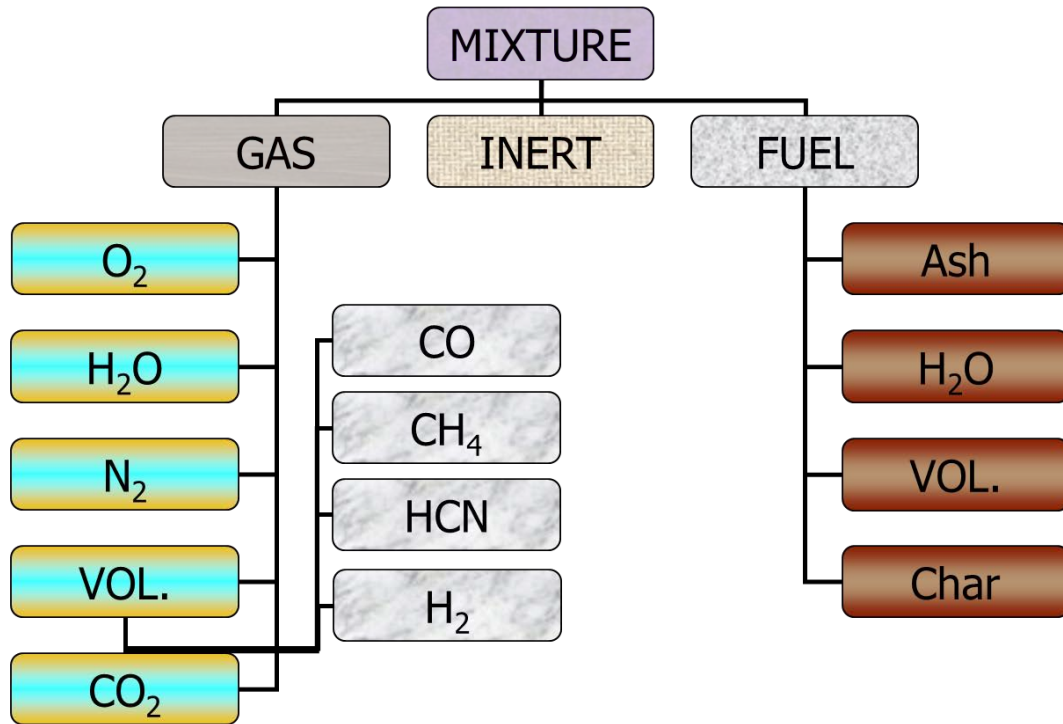 MIXTURE
GAS
INERT
FUEL
O₂
H₂O
N₂
VOL.
CO₂
CO
CH₄
HCN
H₂
Ash
H₂O
VOL.
Char